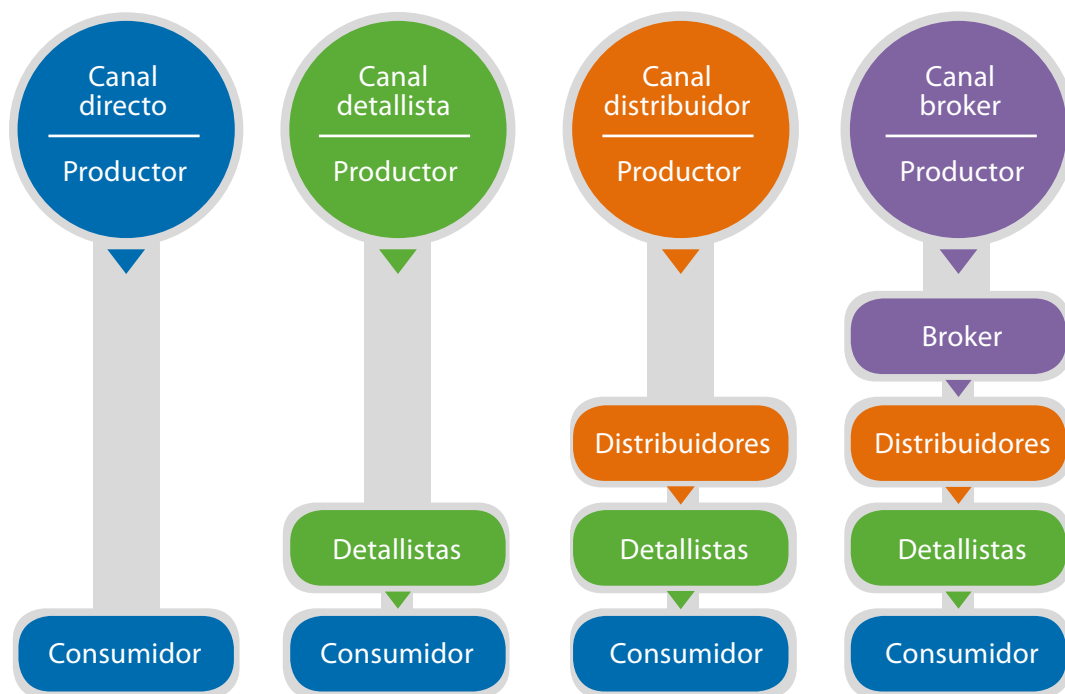 Canal
directo
Productor
Consumidor
Canal
detallista
Productor
Detallistas
Consumidor
Canal
distribuidor
Productor
Distribuidores
Detallistas
Consumidor
Canal
broker
Productor
Broker
Distribuidores
Detallistas
Consumidor